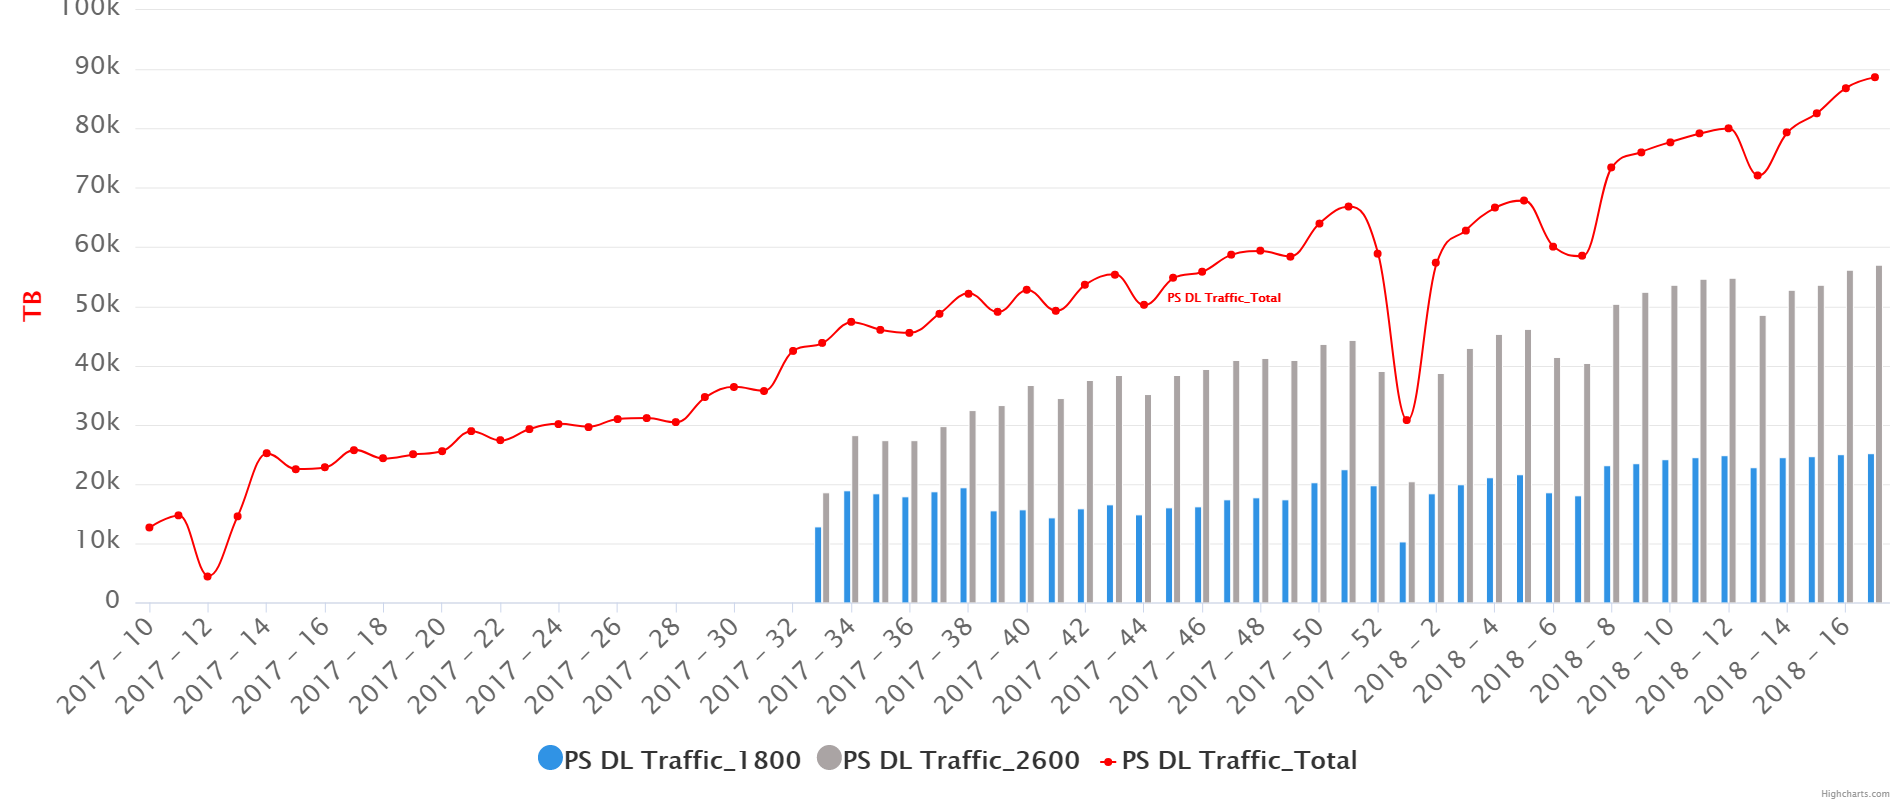 100k
90k
80k
70k
60k
50k
40k
30k
20k
10k
0
TB
PS DL Traffic_Total
2017 – 10
2017 – 12
2017 – 14
2017 – 16
2017 – 18
2017 – 20
2017 – 22
2017 – 24
2017 – 26
2017 – 28
2017 – 30
2017 – 32
2017 – 34
2017 – 36
2017 – 38
2017 – 40
2017 – 42
2017 – 44
2017 – 46
2017 – 48
2017 – 50
2017 – 52
2018 – 2
2018 – 4
2018 – 6
2018 – 8
2018 – 10
2018 – 12
2018 – 14
2018 – 16
PS DL Traffic_1800 PS DL Traffic_2600 PS DL Traffic_Total
Highcharts.com